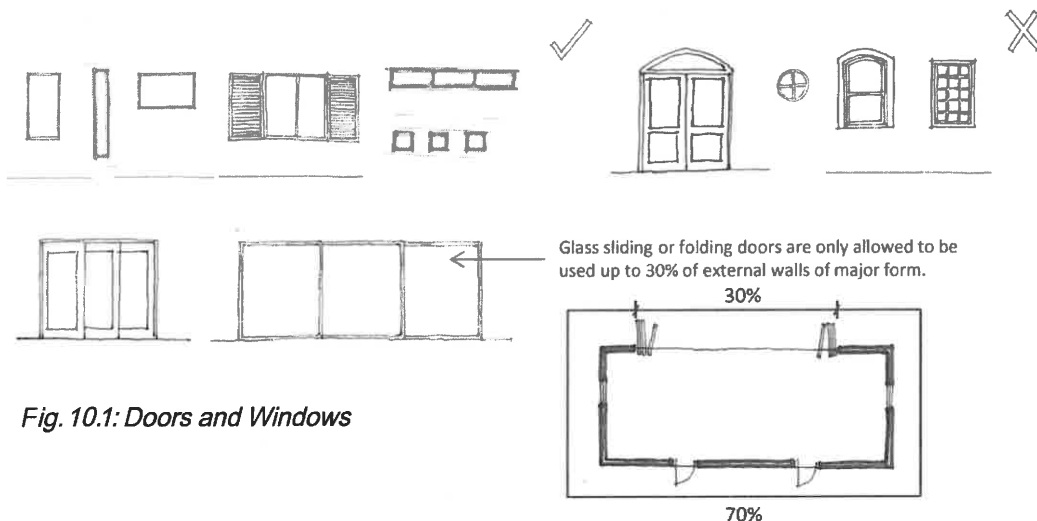 Glass sliding or folding doors are only allowed to be
used up to 30% of external walls of major form.
30%
Fig. 10.1: Doors and Windows
70%